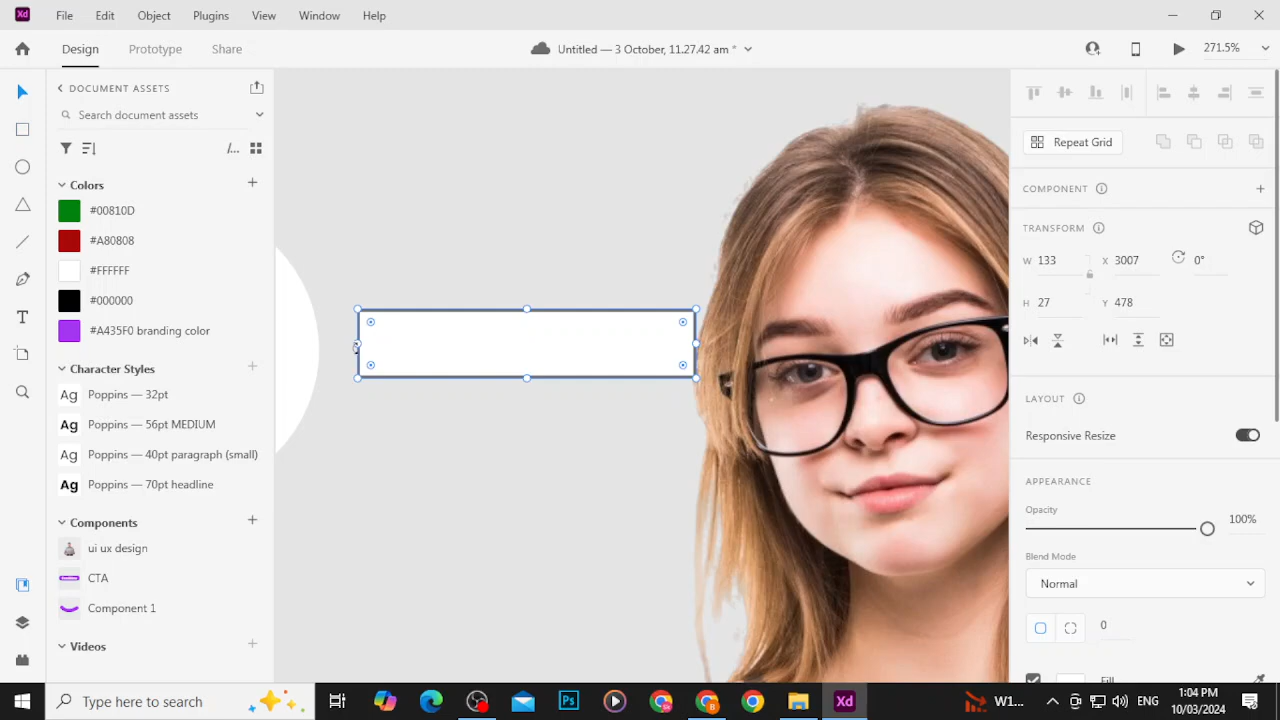 Xd File Edit Object Plugins View Window Help
Design Prototype Share Untitled — 3 October, 11.27.42 am * 271.5%
DOCUMENT ASSETS
Search document assets
/...
Colors
#00810D
#A80808
#FFFFFF
#000000
#A435F0 branding color
Character Styles
Ag Poppins — 32pt
Ag Poppins — 56pt MEDIUM
Ag Poppins — 40pt paragraph (small)
Ag Poppins — 70pt headline
Components
ui ux design
CTA
Component 1
Videos
Repeat Grid
COMPONENT
TRANSFORM
W 133 X 3007 0°
H 27 Y 478
LAYOUT
Responsive Resize
APPEARANCE
Opacity
100%
Blend Mode
Normal
0
Fill
Type here to search
Ps
Xd
W1...
ENG
1:04 PM
10/03/2024